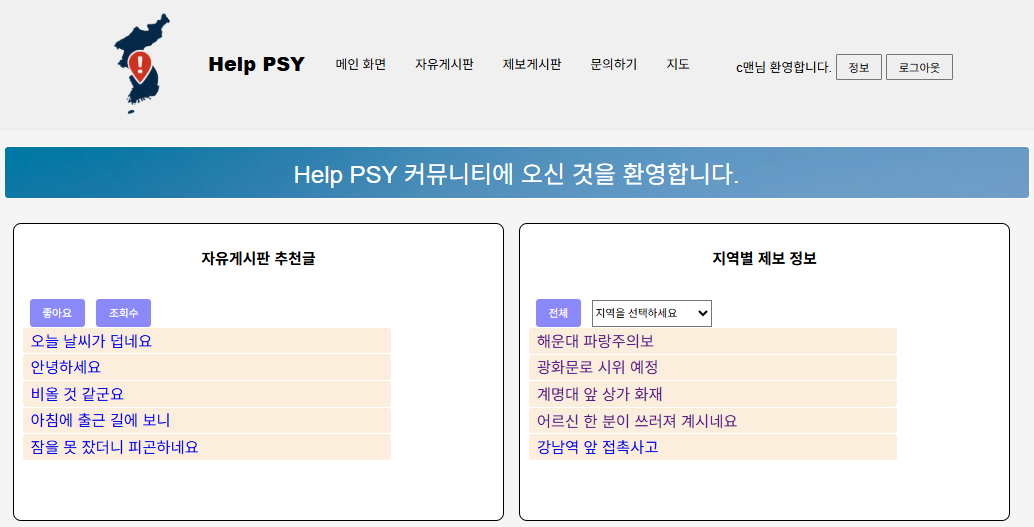 Help PSY 메인 화면 자유게시판 제보게시판 문의하기 지도 c맨님 환영합니다. 정보 로그아웃
Help PSY 커뮤니티에 오신 것을 환영합니다.
자유게시판 추천글
좋아요 조회수
오늘 날씨가 덥네요
안녕하세요
비올 것 같군요
아침에 출근 길에 보니
잠을 못 잤더니 피곤하네요
지역별 제보 정보
전체 지역을 선택하세요
해운대 파랑주의보
광화문로 시위 예정
계명대 앞 상가 화재
어르신 한 분이 쓰러져 계시네요
강남역 앞 접촉사고